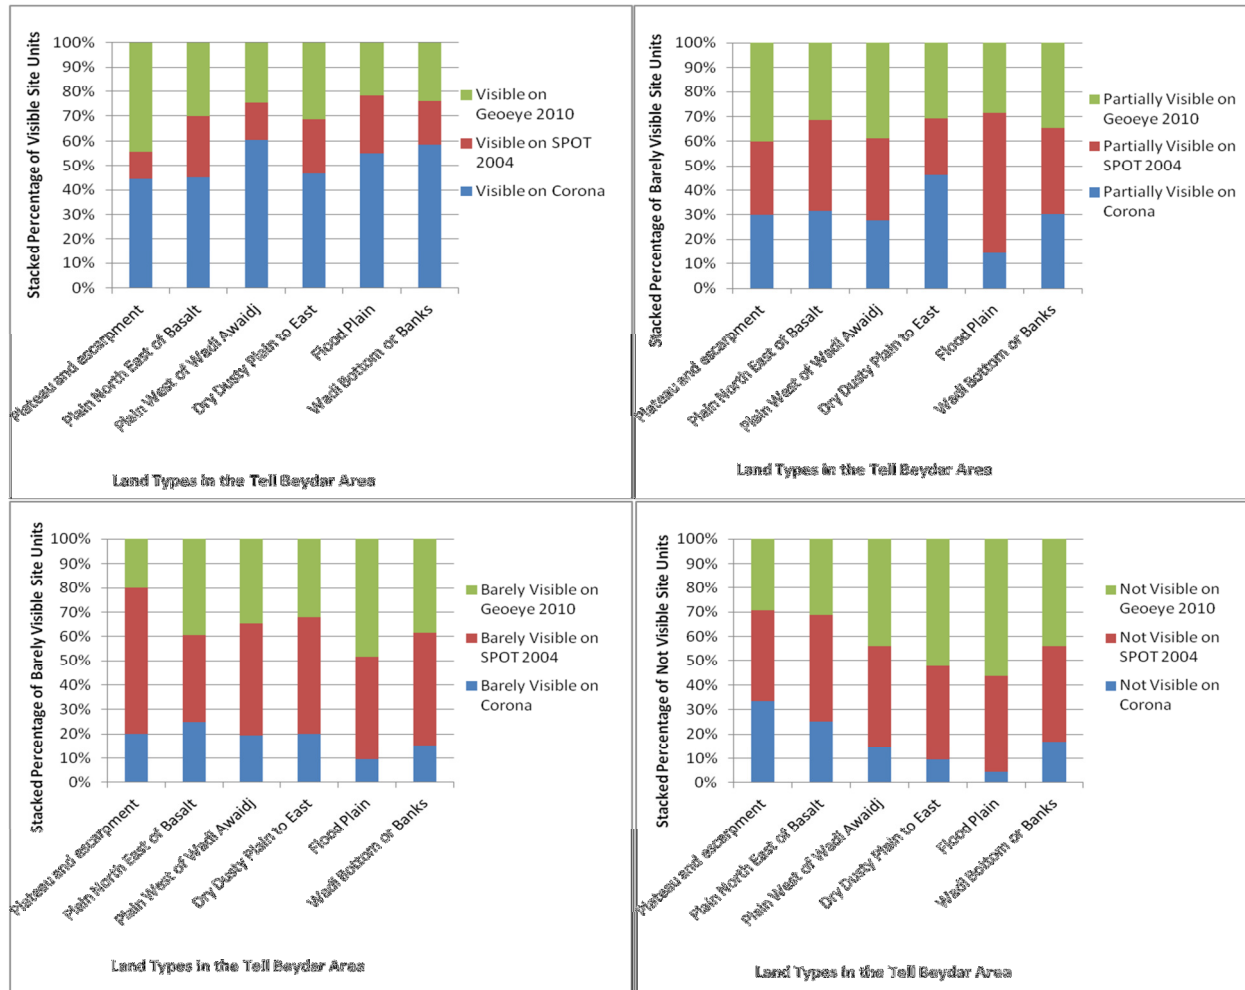 Stacked Percentage of Visible Site Units
100%
90%
80%
70%
60%
50%
40%
30%
20%
10%
0%
Plateau and escarpment
Plain North East of Basalt
Plain West of Wadi Awaidj
Dry Dusty Plain to East
Flood Plain
Wadi Bottom or Banks
Land Types in the Tell Beydar Area
Visible on
Geoeye 2010
Visible on SPOT
2004
Visible on Corona
Stacked Percentage of Barely Visible Site Units
100%
90%
80%
70%
60%
50%
40%
30%
20%
10%
0%
Plateau and escarpment
Plain North East of Basalt
Plain West of Wadi Awaidj
Dry Dusty Plain to East
Flood Plain
Wadi Bottom or Banks
Land Types in the Tell Beydar Area
Partially Visible on
Geoeye 2010
Partially Visible on
SPOT 2004
Partially Visible on
Corona
Stacked Percentage of Barely Visible Site Units
100%
90%
80%
70%
60%
50%
40%
30%
20%
10%
0%
Plateau and escarpment
Plain North East of Basalt
Plain West of Wadi Awaidj
Dry Dusty Plain to East
Flood Plain
Wadi Bottom or Banks
Land Types in the Tell Beydar Area
Barely Visible on
Geoeye 2010
Barely Visible on
SPOT 2004
Barely Visible on
Corona
Stacked Percentage of Not Visible Site Units
100%
90%
80%
70%
60%
50%
40%
30%
20%
10%
0%
Plateau and escarpment
Plain North East of Basalt
Plain West of Wadi Awaidj
Dry Dusty Plain to East
Flood Plain
Wadi Bottom or Banks
Land Types in the Tell Beydar Area
Not Visible on
Geoeye 2010
Not Visible on
SPOT 2004
Not Visible on
Corona